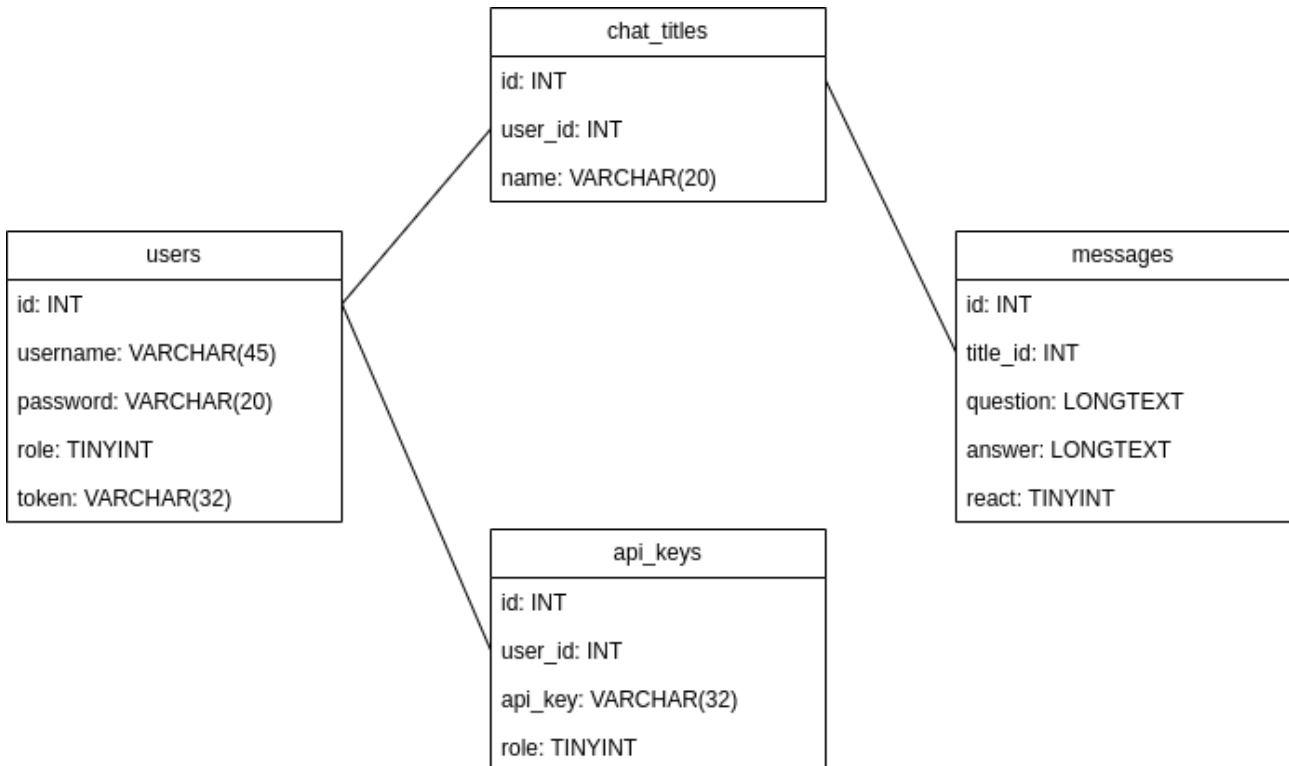 chat_titles
id: INT
user_id: INT
name: VARCHAR(20)
users
id: INT
username: VARCHAR(45)
password: VARCHAR(20)
role: TINYINT
token: VARCHAR(32)
messages
id: INT
title_id: INT
question: LONGTEXT
answer: LONGTEXT
react: TINYINT
api_keys
id: INT
user_id: INT
api_key: VARCHAR(32)
role: TINYINT